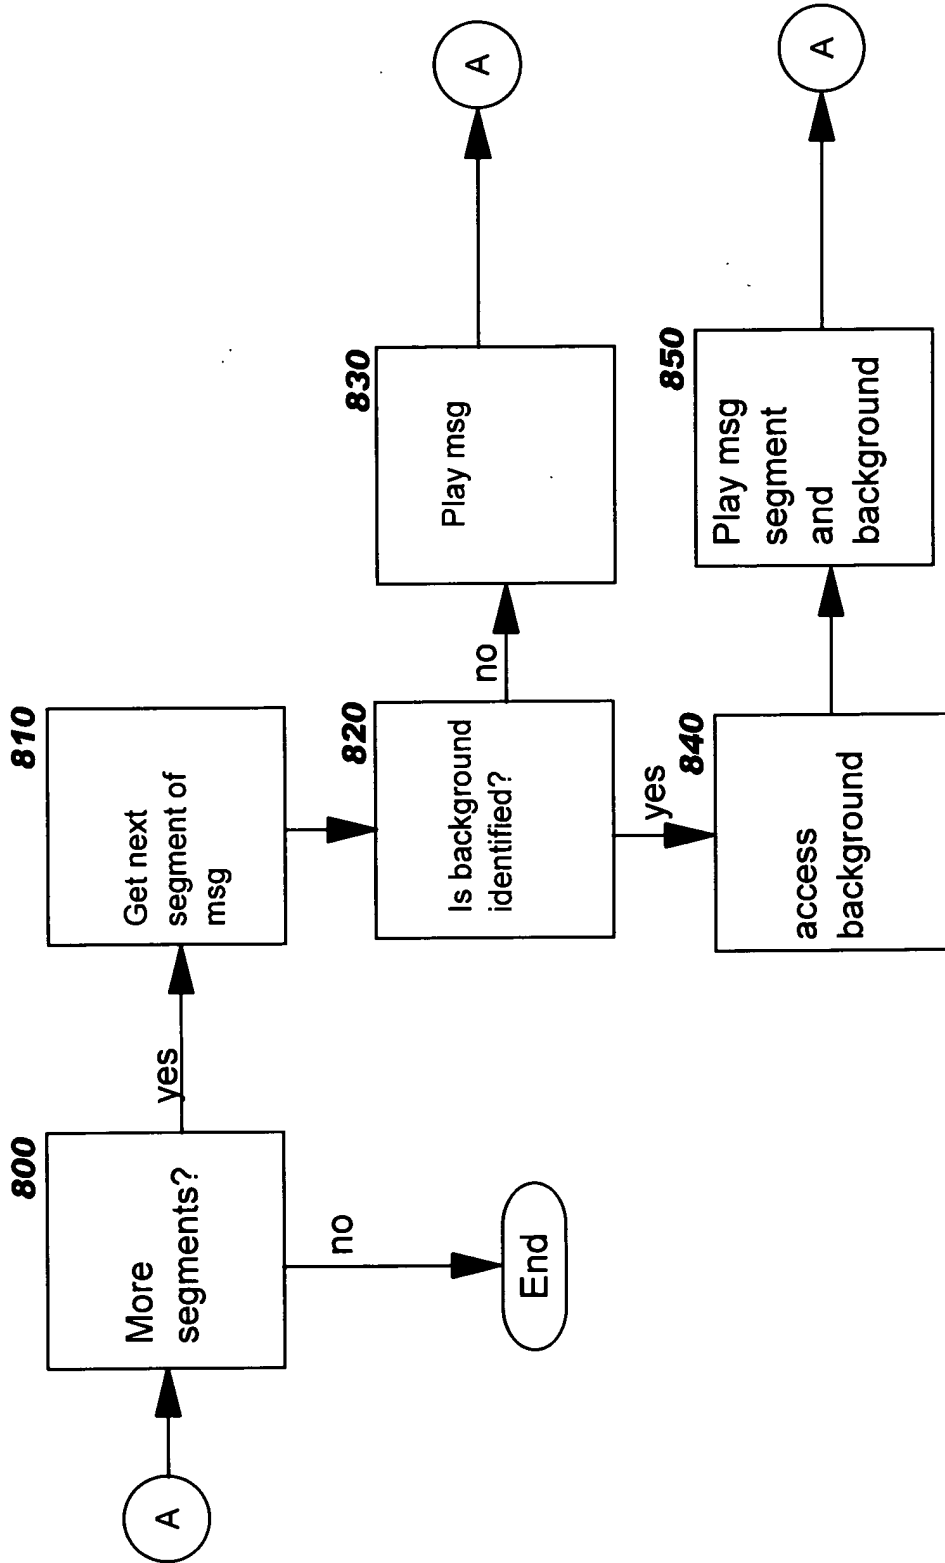 A
800
More
segments?
yes
no
End
810
Get next
segment of
msg
820
Is background
identified?
no
830
Play msg
A
yes
840
access
background
850
Play msg
segment
and
background
A